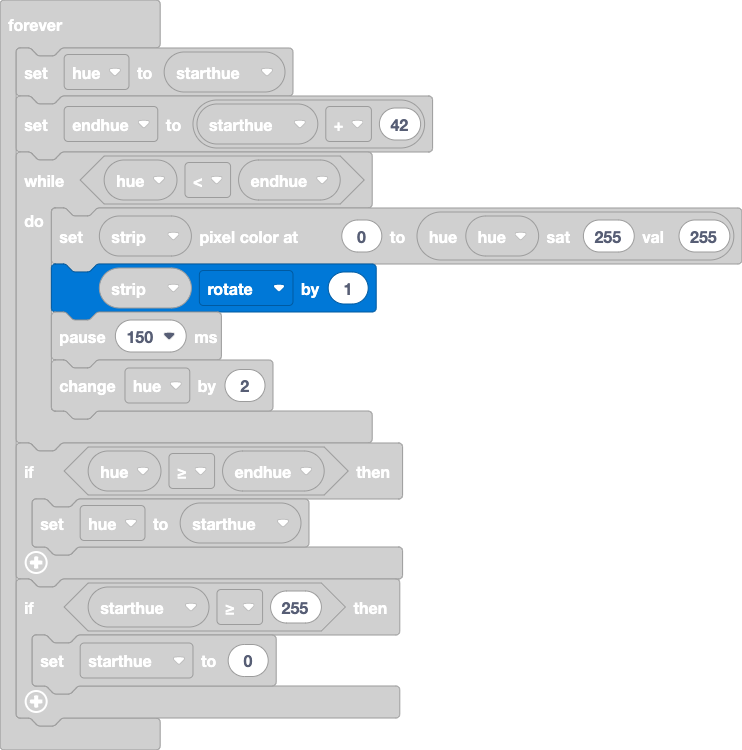 forever
set hue to starthue
set endhue to starthue + 42
while hue < endhue
do
set strip pixel color at 0 to hue hue sat 255 val 255
strip rotate by 1
pause 150 ms
change hue by 2
if hue ≥ endhue then
set hue to starthue
if starthue ≥ 255 then
set starthue to 0